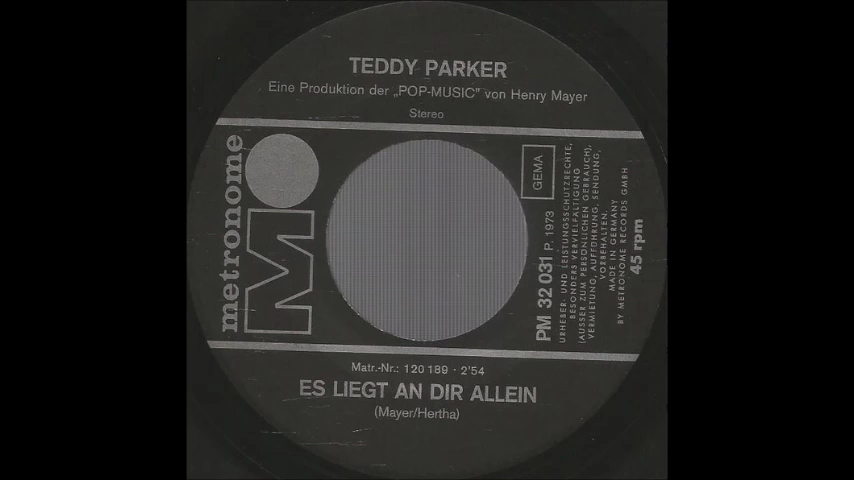 TEDDY PARKER
Eine Produktion der „POP-MUSIC” von Henry Mayer
Stereo
metronome
M
GEMA
PM 32 031 P. 1973
URHEBER- UND LEISTUNGSSCHUTZRECHTE,
BESONDERS VERVIELFÄLTIGUNG
(AUSSER ZUM PERSÖNLICHEN GEBRAUCH),
VERMIETUNG, AUFFÜHRUNG, SENDUNG,
VORBEHALTEN.
MADE IN GERMANY
BY METRONOME RECORDS GMBH
45 rpm
Matr.-Nr.: 120 189 · 2'54
ES LIEGT AN DIR ALLEIN
(Mayer/Hertha)